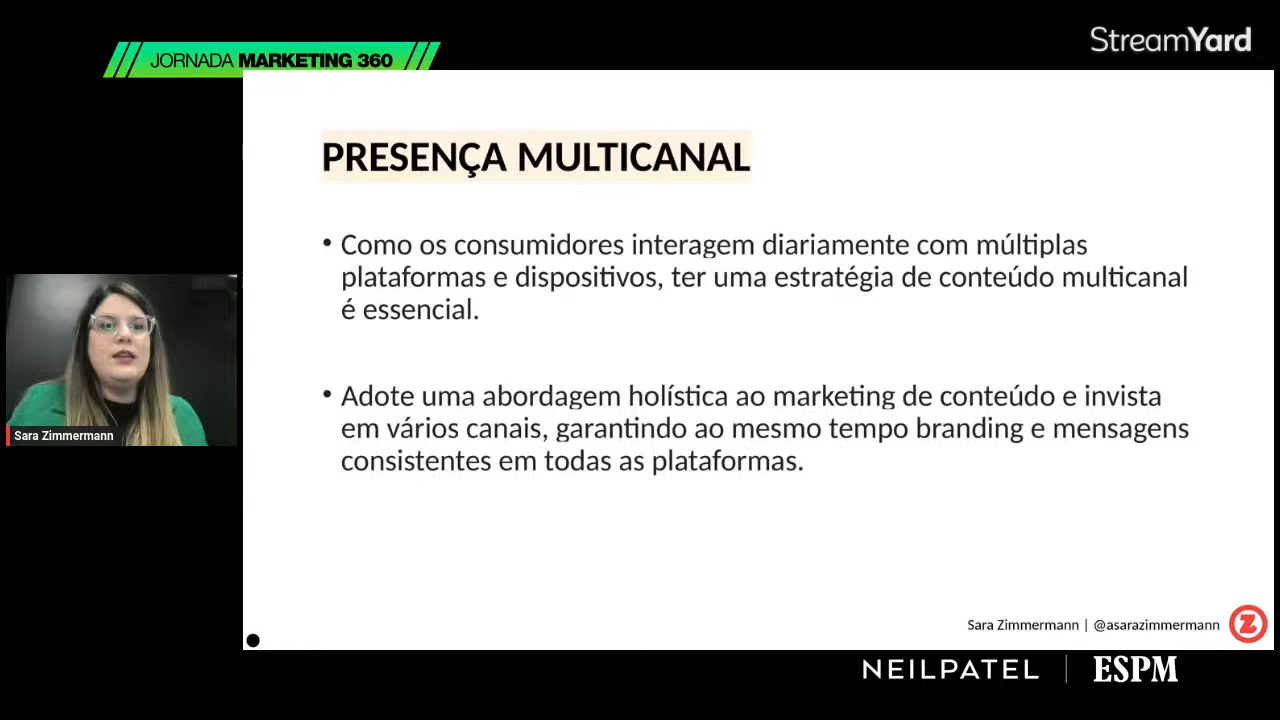 StreamYard
JORNADA MARKETING 360
PRESENÇA MULTICANAL
• Como os consumidores interagem diariamente com múltiplas
plataformas e dispositivos, ter uma estratégia de conteúdo multicanal
é essencial.
• Adote uma abordagem holística ao marketing de conteúdo e invista
em vários canais, garantindo ao mesmo tempo branding e mensagens
consistentes em todas as plataformas.
Sara Zimmermann
Sara Zimmermann | @asarazimmermann
Z
NEILPATEL | ESPM